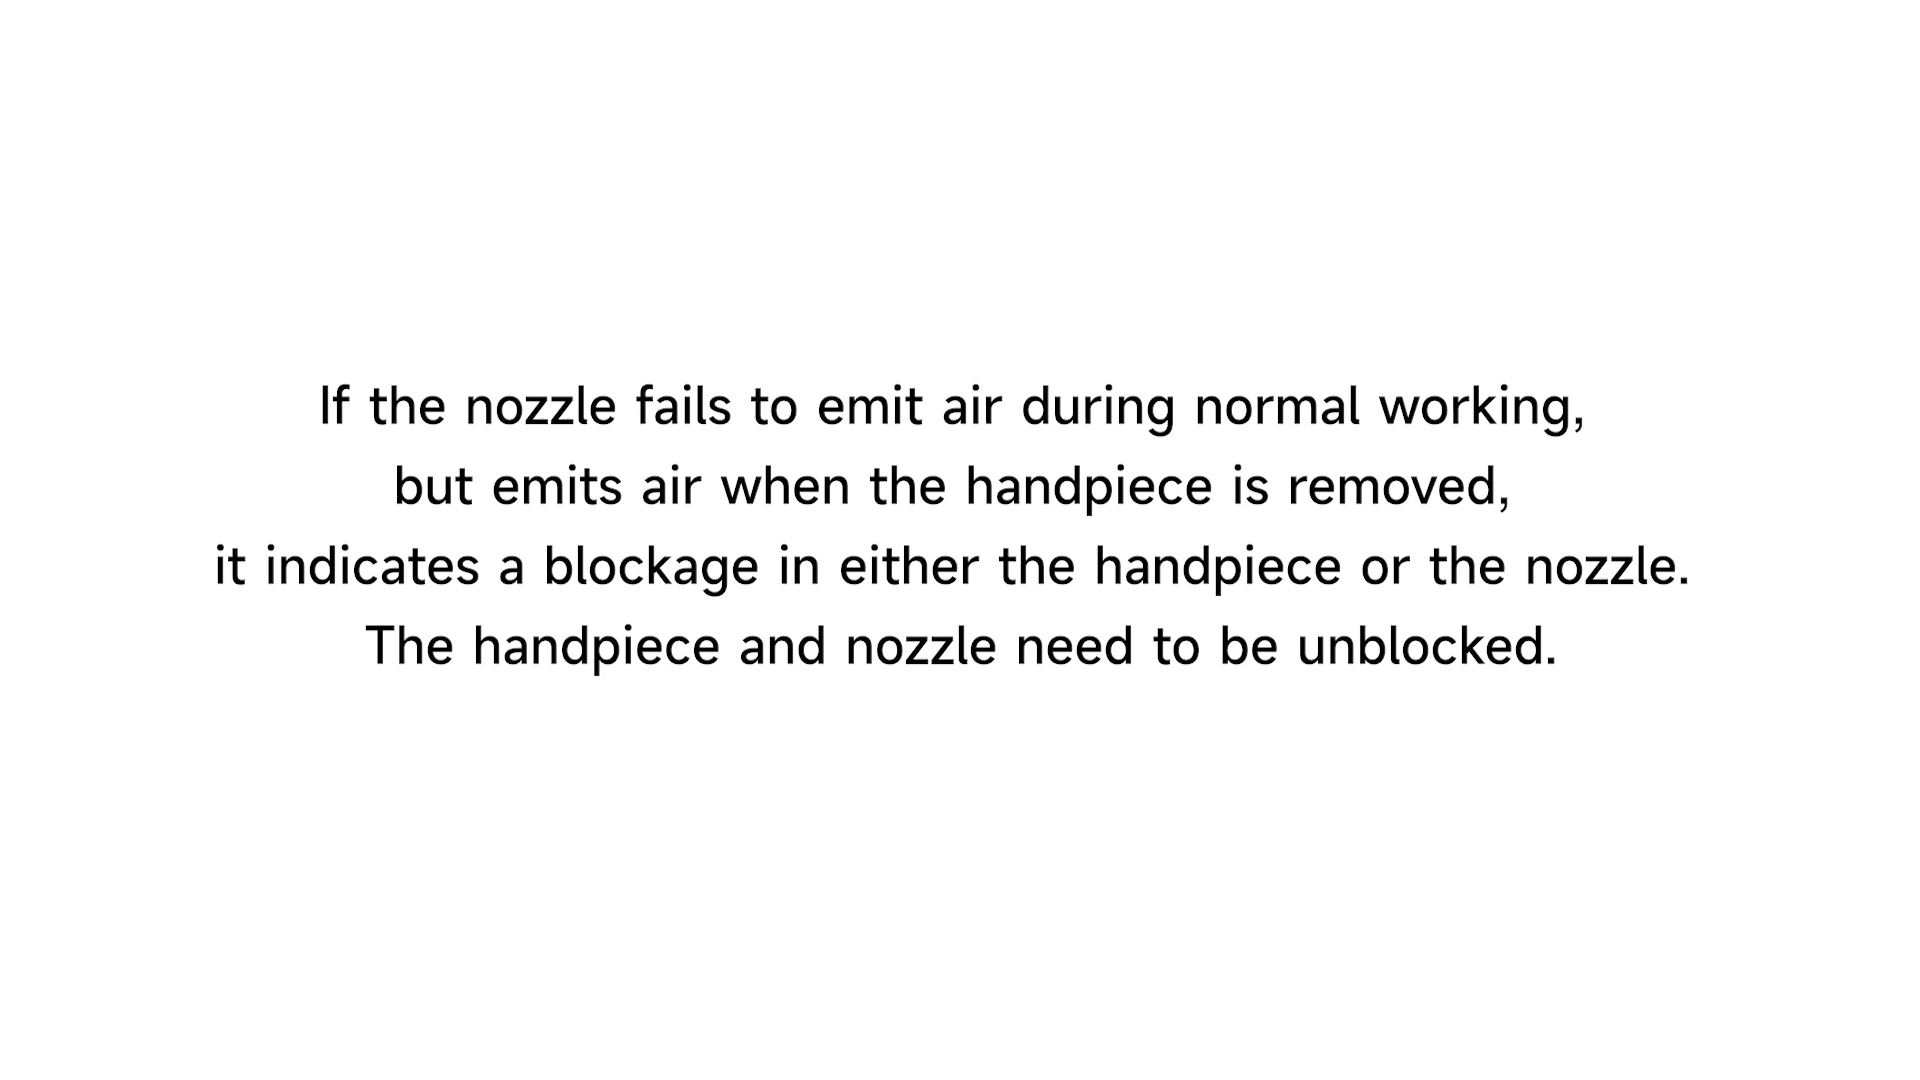 If the nozzle fails to emit air during normal working,
but emits air when the handpiece is removed,
it indicates a blockage in either the handpiece or the nozzle.
The handpiece and nozzle need to be unblocked.